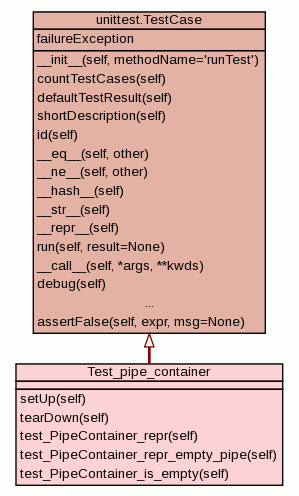 unittest.TestCase
failureException
__init__(self, methodName='runTest')
countTestCases(self)
defaultTestResult(self)
shortDescription(self)
id(self)
__eq__(self, other)
__ne__(self, other)
__hash__(self)
__str__(self)
__repr__(self)
run(self, result=None)
__call__(self, *args, **kwds)
debug(self)
...
assertFalse(self, expr, msg=None)
Test_pipe_container
setUp(self)
tearDown(self)
test_PipeContainer_repr(self)
test_PipeContainer_repr_empty_pipe(self)
test_PipeContainer_is_empty(self)